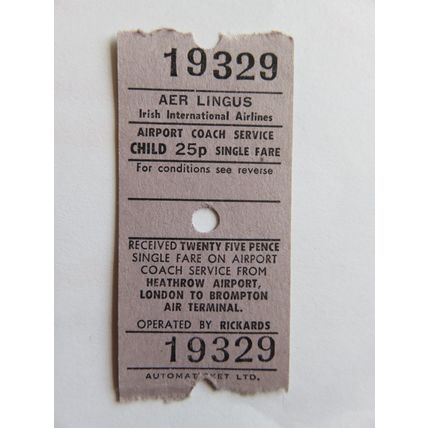 19329
AER LINGUS
Irish International Airlines
AIRPORT COACH SERVICE
CHILD 25p SINGLE FARE
For conditions see reverse
RECEIVED TWENTY FIVE PENCE
SINGLE FARE ON AIRPORT
COACH SERVICE FROM
HEATHROW AIRPORT,
LONDON TO BROMPTON
AIR TERMINAL.
OPERATED BY RICKARDS
19329
AUTOMATICKET LTD.